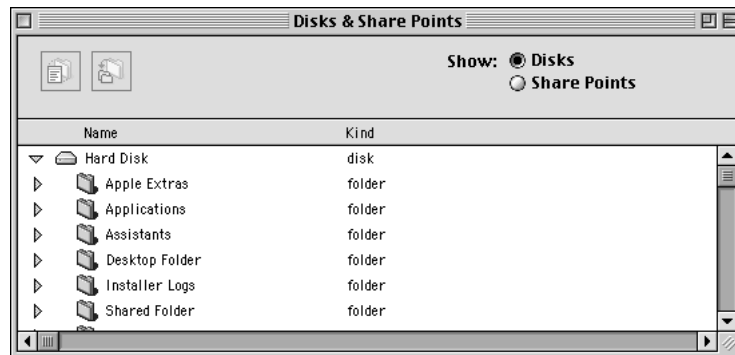 Disks & Share Points
Show: Disks
Share Points
Name Kind
Hard Disk disk
Apple Extras folder
Applications folder
Assistants folder
Desktop Folder folder
Installer Logs folder
Shared Folder folder